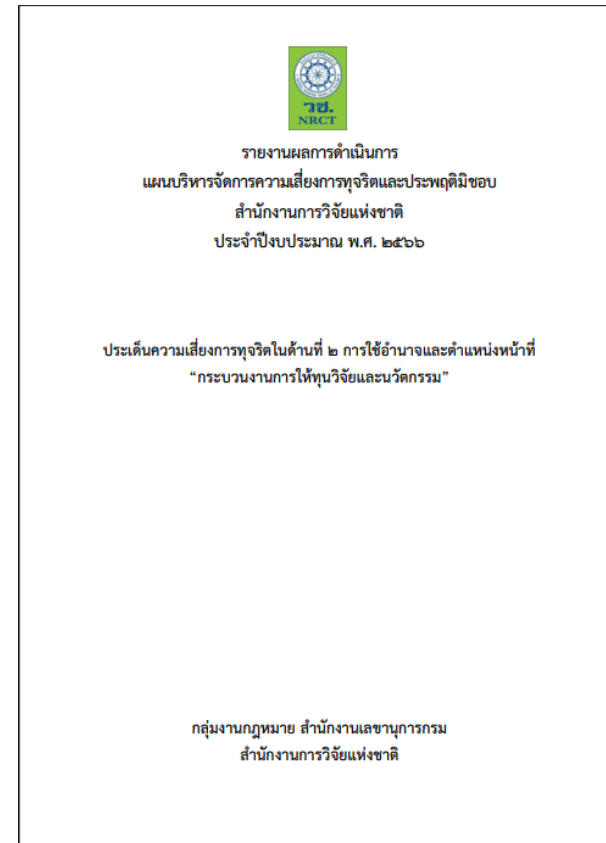 วช.
NRCT
รายงานผลการดำเนินการ
แผนบริหารจัดการความเสี่ยงการทุจริตและประพฤติมิชอบ
สำนักงานการวิจัยแห่งชาติ
ประจำปีงบประมาณ พ.ศ. ๒๕๖๖
ประเด็นความเสี่ยงการทุจริตในด้านที่ ๒ การใช้อำนาจและตำแหน่งหน้าที่
“กระบวนงานการให้ทุนวิจัยและนวัตกรรม”
กลุ่มงานกฎหมาย สำนักงานเลขานุการกรม
สำนักงานการวิจัยแห่งชาติ